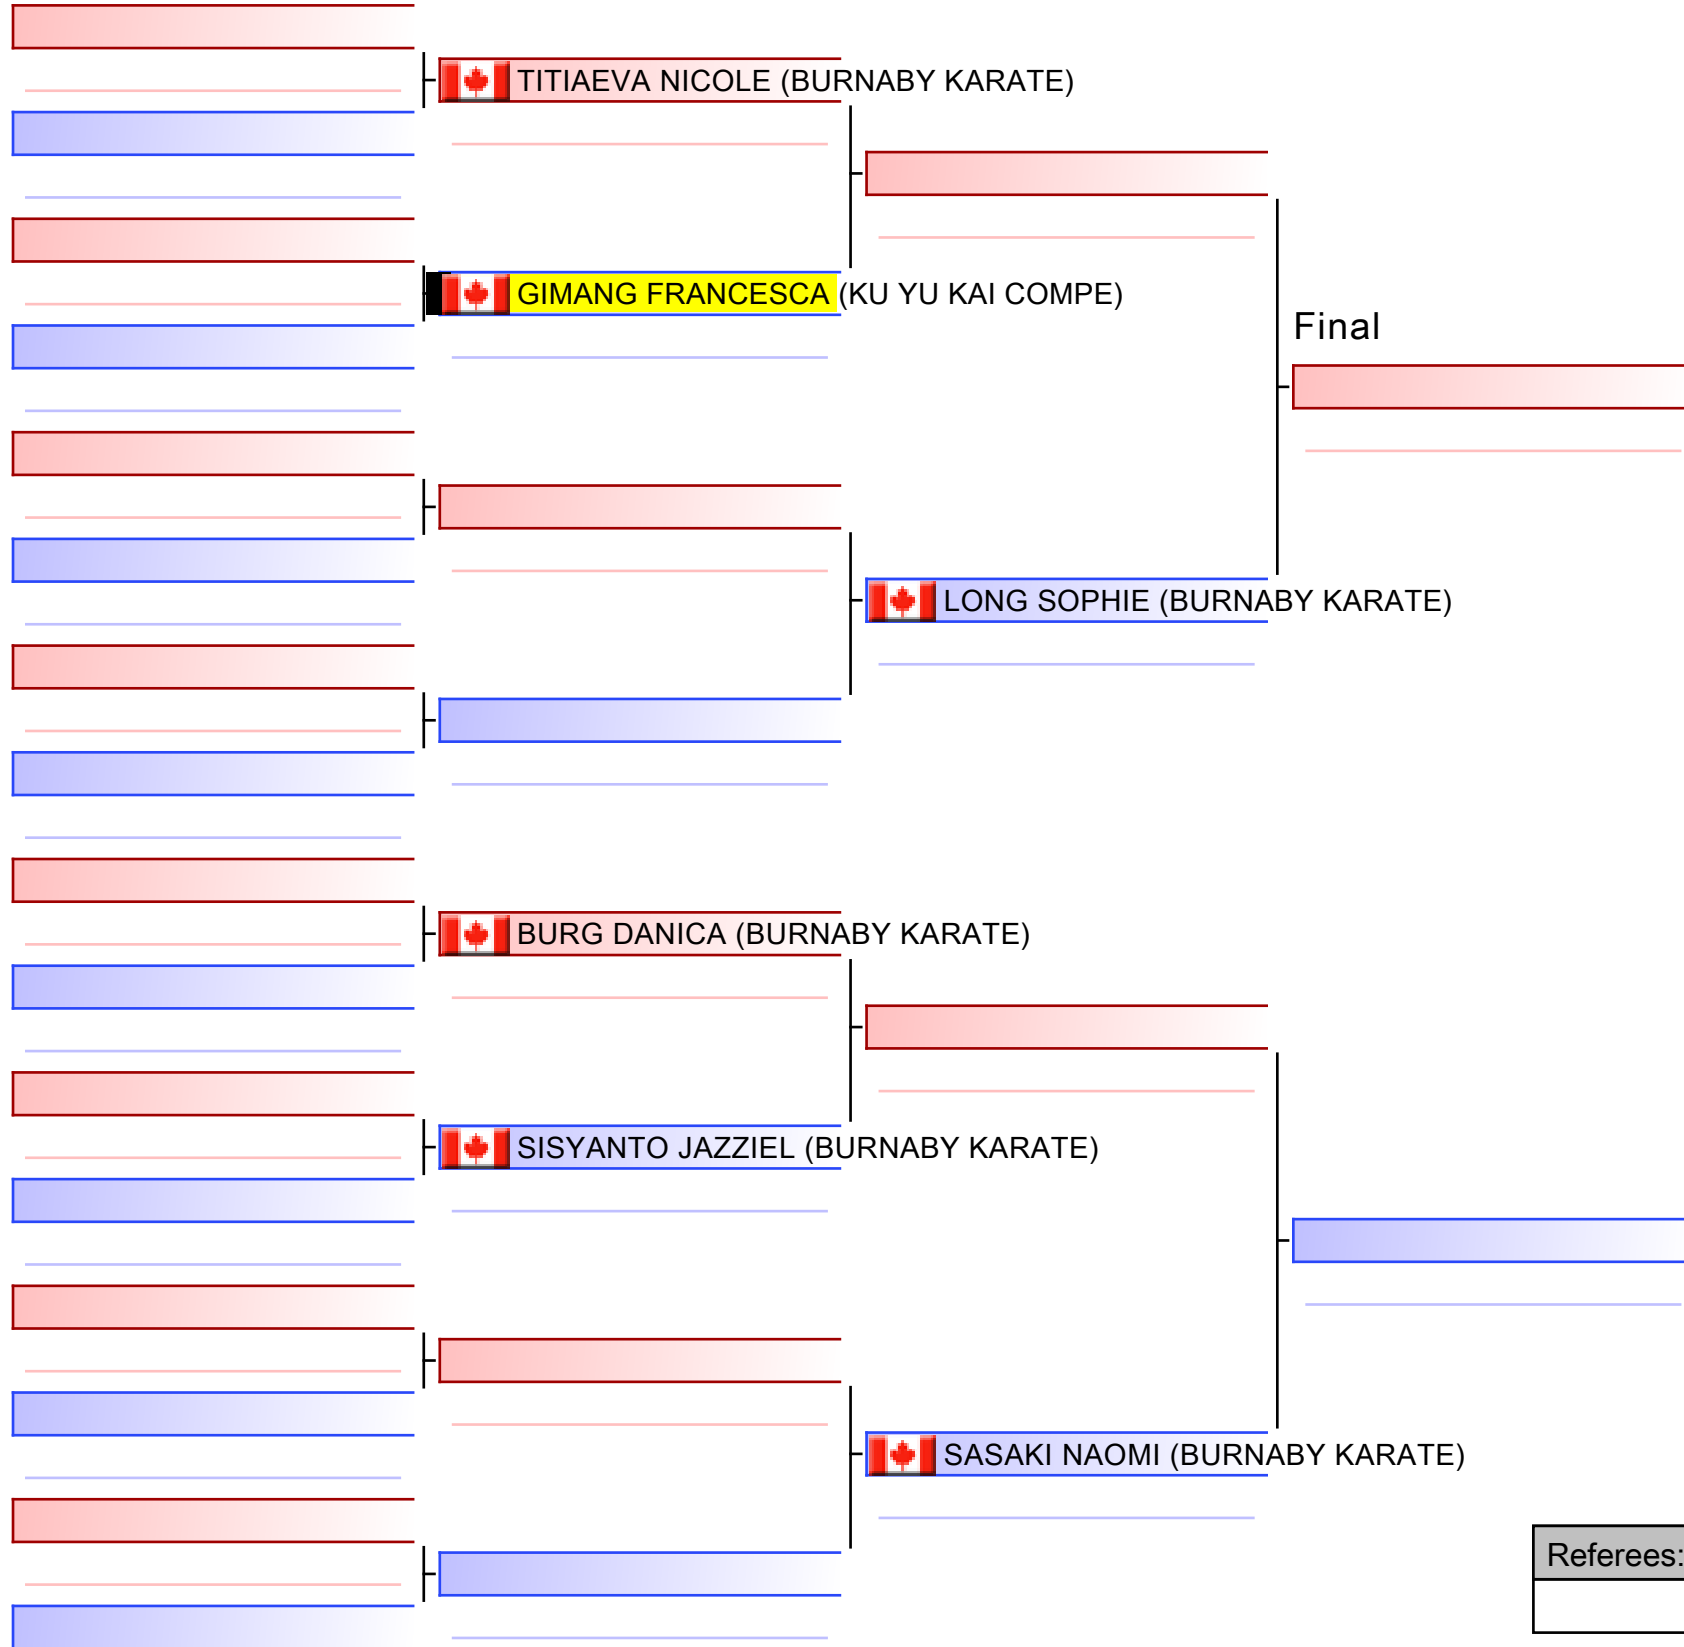 TITIAEVA NICOLE (BURNABY KARATE)
GIMANG FRANCESCA (KU YU KAI COMPE)
Final
LONG SOPHIE (BURNABY KARATE)
BURG DANICA (BURNABY KARATE)
SISYANTO JAZZIEL (BURNABY KARATE)
SASAKI NAOMI (BURNABY KARATE)
Referees: